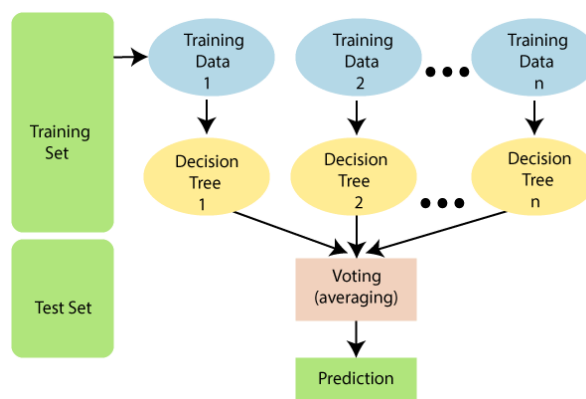 Training
Set
Test Set
Training
Data
1
Training
Data
2
Training
Data
n
Decision
Tree
1
Decision
Tree
2
Decision
Tree
n
Voting
(averaging)
Prediction